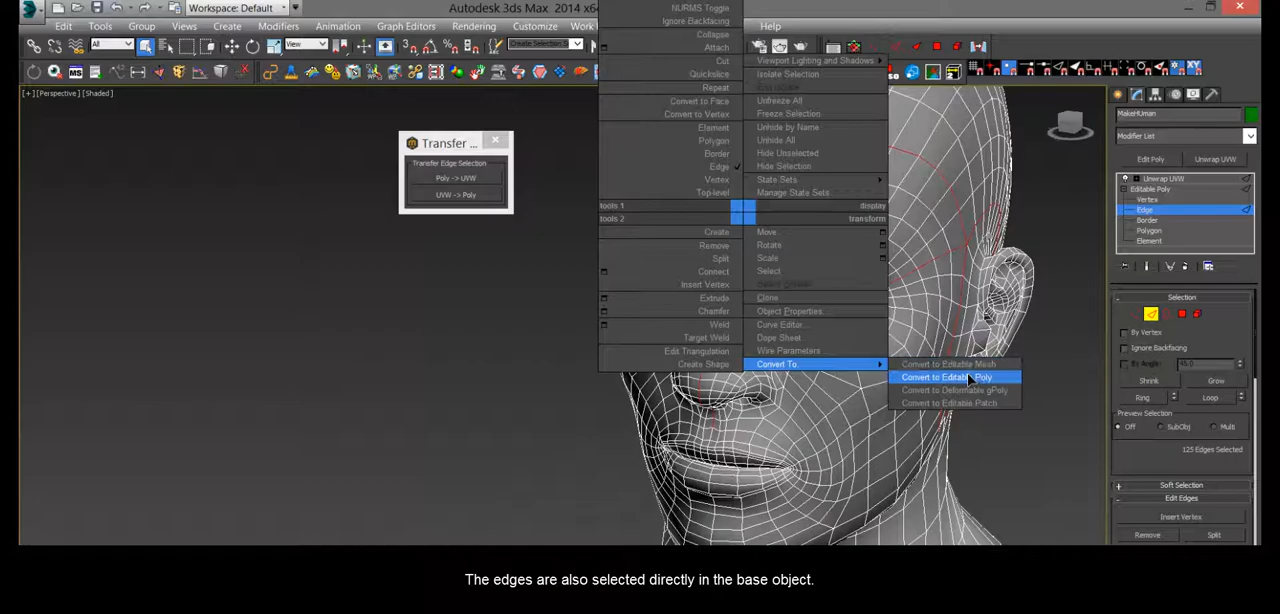 Workspace: Default
Autodesk 3ds Max 2014 x64
Edit
Tools
Group
Views
Create
Modifiers
Animation
Graph Editors
Rendering
Customize
Help
All
View
Create Selection S
[+] [Perspective] [Shaded]
Transfer ...
Transfer Edge Selection
Poly -> UVW
UVW -> Poly
NURMS Toggle
Ignore Backfacing
Collapse
Attach
Cut
Quickslice
Repeat
Convert to Face
Convert to Vertex
Element
Polygon
Border
Edge
Vertex
Top-level
tools 1
tools 2
Create
Remove
Split
Connect
Insert Vertex
Extrude
Chamfer
Weld
Target Weld
Edit Triangulation
Create Shape
Viewport Lighting and Shadows
Isolate Selection
Unfreeze All
Freeze Selection
Unhide by Name
Unhide All
Hide Unselected
Hide Selection
State Sets
Manage State Sets
display
transform
Move
Rotate
Scale
Select
Clone
Object Properties...
Curve Editor...
Dope Sheet...
Wire Parameters...
Convert To:
Convert to Editable Mesh
Convert to Editable Poly
Convert to Deformable gPoly
Convert to Editable Patch
MakeHuman
Modifier List
Edit Poly
Unwrap UVW
Unwrap UVW
Editable Poly
Vertex
Edge
Border
Polygon
Element
Selection
By Vertex
Ignore Backfacing
By Angle:
45.0
Shrink
Grow
Ring
Loop
Preview Selection
Off
SubObj
Multi
125 Edges Selected
Soft Selection
Edit Edges
Insert Vertex
Remove
Split
The edges are also selected directly in the base object.